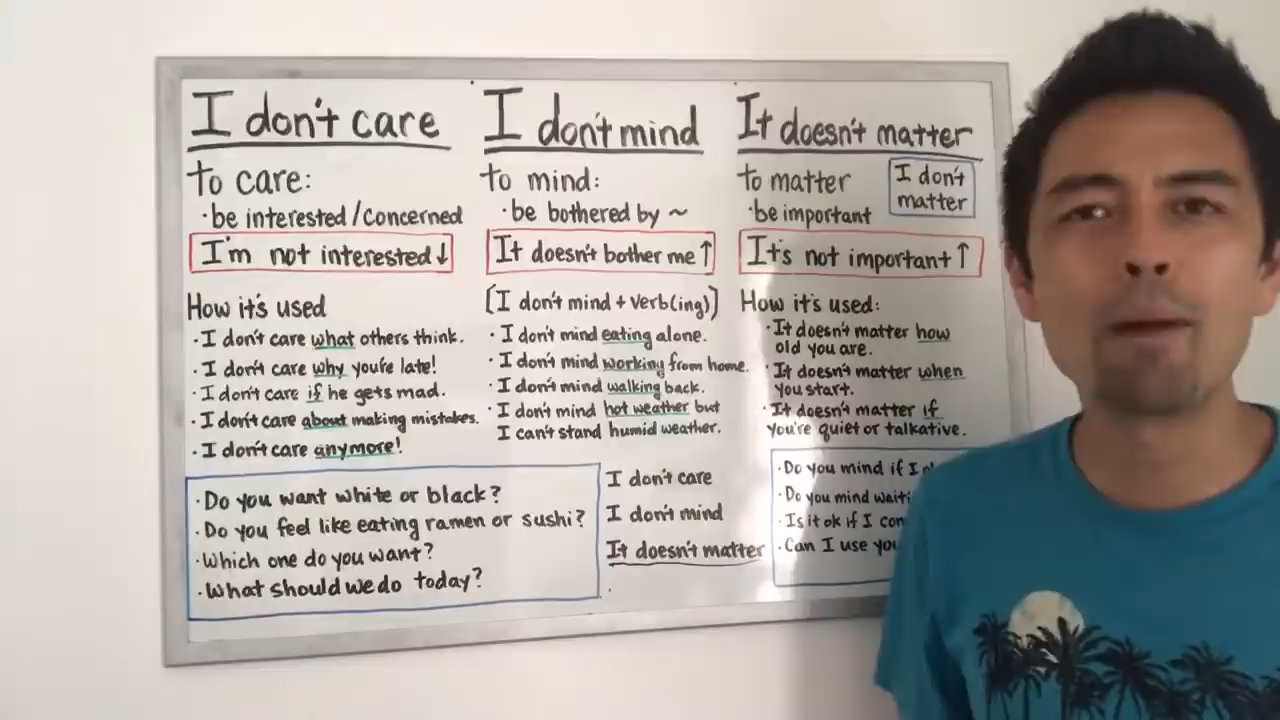 I don't care
to care:
·be interested/concerned
I'm not interested↓
How it's used
·I don't care what others think.
·I don't care why you're late!
·I don't care if he gets mad.
·I don't care about making mistakes.
·I don't care anymore!
I don't mind
to mind:
·be bothered by ~
It doesn't bother me↑
[I don't mind + verb(ing)]
·I don't mind eating alone.
·I don't mind working from home.
·I don't mind walking back.
·I don't mind hot weather but
I can't stand humid weather.
It doesn't matter
to matter
·be important
I don't
matter
It's not important↑
How it's used:
·It doesn't matter how
old you are.
·It doesn't matter when
you start.
·It doesn't matter if
you're quiet or talkative.
·Do you want white or black?
·Do you feel like eating ramen or sushi?
·Which one do you want?
·What should we do today?
I don't care
I don't mind
It doesn't matter
·Do you mind if I
·Do you mind
·Is it ok if I
·Can I use